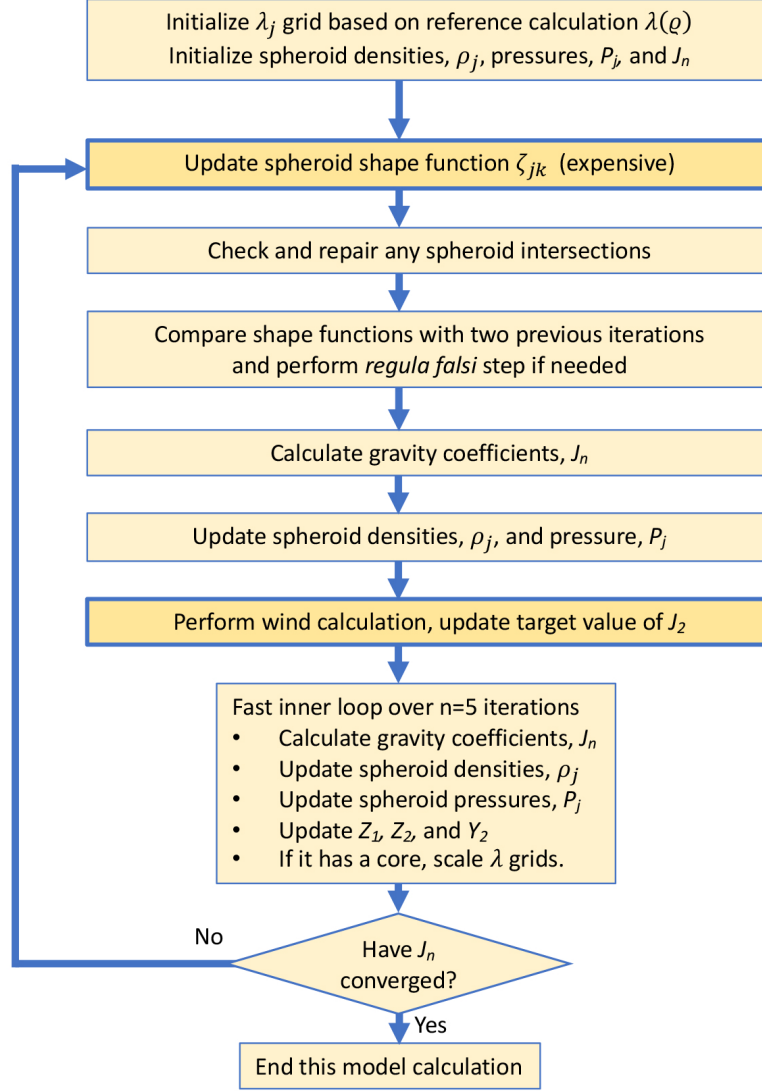 Initialize λⱼ grid based on reference calculation λ(ϱ)
Initialize spheroid densities, ρⱼ, pressures, Pⱼ, and Jₙ
Update spheroid shape function ζⱼₖ (expensive)
Check and repair any spheroid intersections
Compare shape functions with two previous iterations
and perform regula falsi step if needed
Calculate gravity coefficients, Jₙ
Update spheroid densities, ρⱼ, and pressure, Pⱼ
Perform wind calculation, update target value of J₂
Fast inner loop over n=5 iterations
• Calculate gravity coefficients, Jₙ
• Update spheroid densities, ρⱼ
• Update spheroid pressures, Pⱼ
• Update Z₁, Z₂, and Y₂
• If it has a core, scale λ grids.
No
Have Jₙ
converged?
Yes
End this model calculation